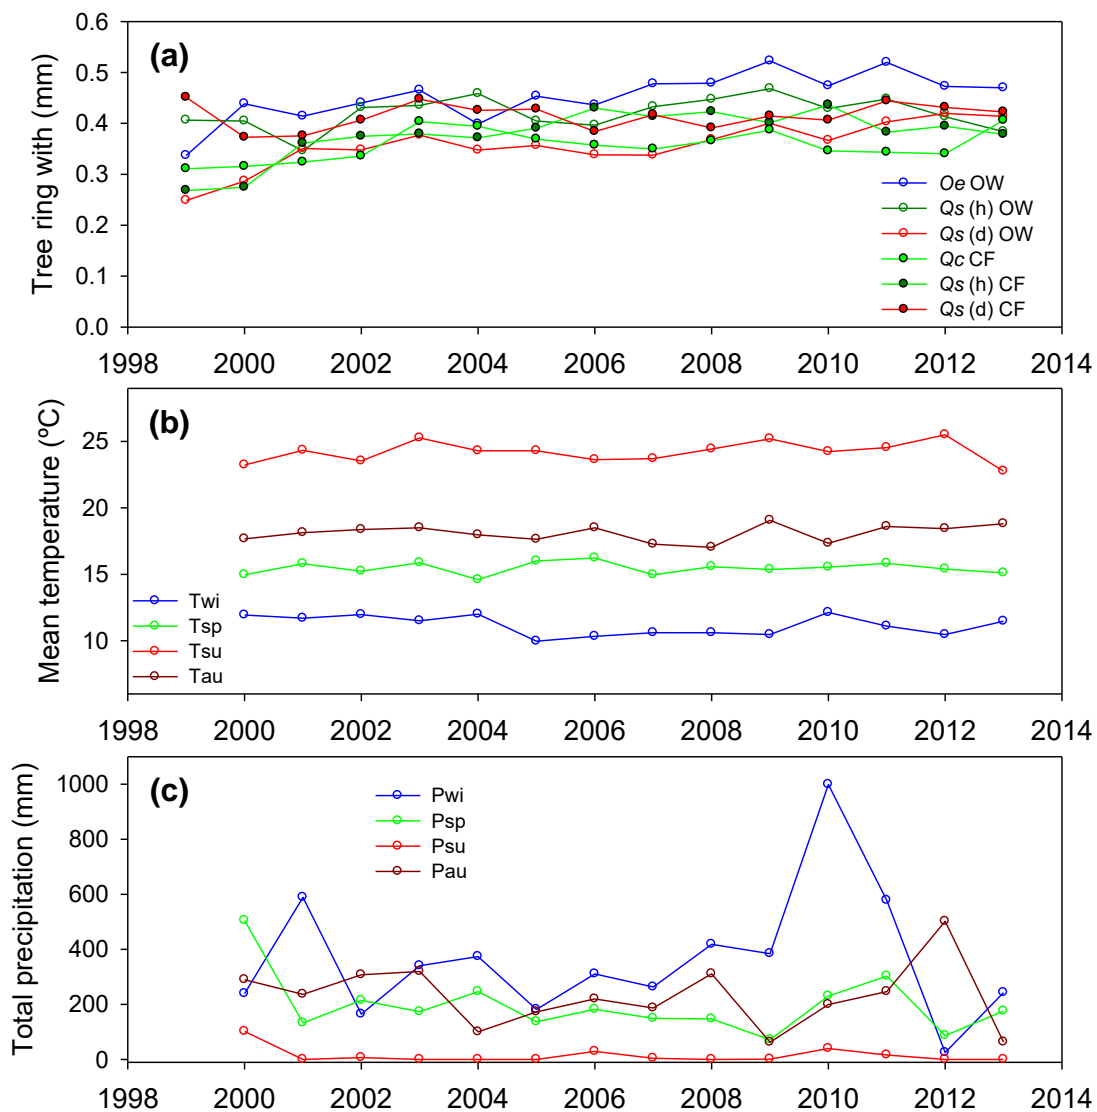 (a)
Tree ring with (mm)
0.6
0.5
0.4
0.3
0.2
0.1
0.0
Oe OW
Qs (h) OW
Qs (d) OW
Qc CF
Qs (h) CF
Qs (d) CF
1998 2000 2002 2004 2006 2008 2010 2012 2014
(b)
Mean temperature (ºC)
25
20
15
10
Twi
Tsp
Tsu
Tau
1998 2000 2002 2004 2006 2008 2010 2012 2014
(c)
Total precipitation (mm)
1000
800
600
400
200
0
Pwi
Psp
Psu
Pau
1998 2000 2002 2004 2006 2008 2010 2012 2014